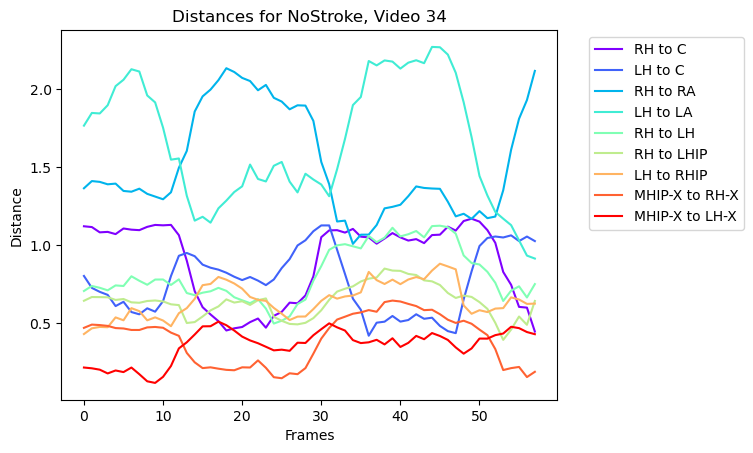 Distances for NoStroke, Video 34
Distance
2.0
1.5
1.0
0.5
0
10
20
30
40
50
Frames
RH to C
LH to C
RH to RA
LH to LA
RH to LH
RH to LHIP
LH to RHIP
MHIP-X to RH-X
MHIP-X to LH-X